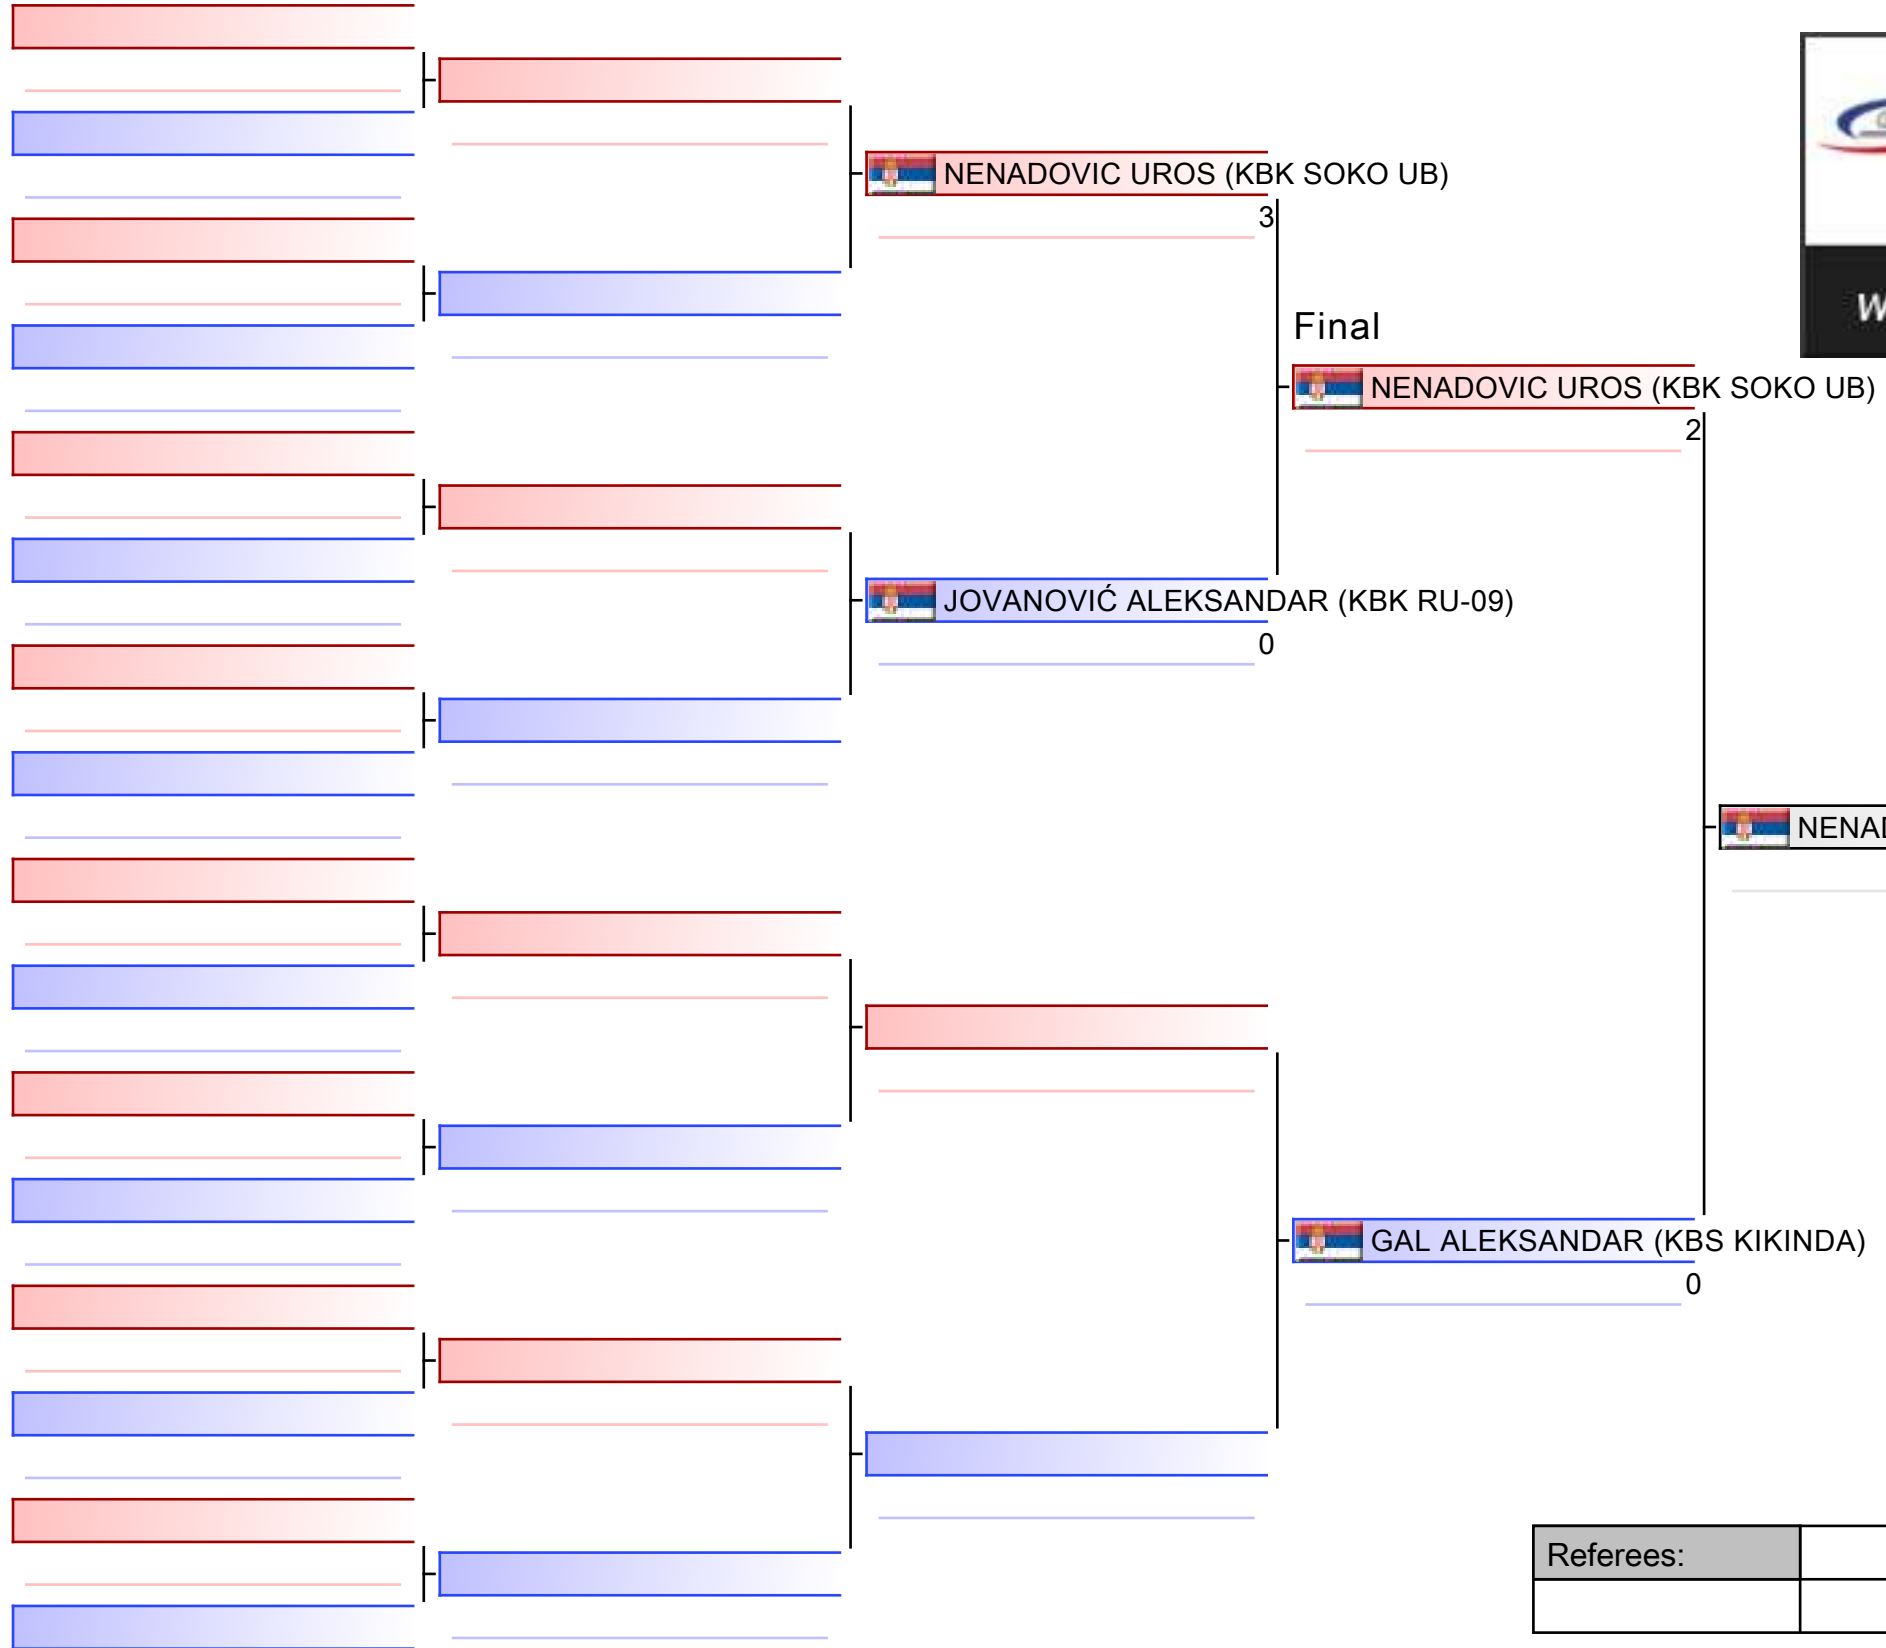 NENADOVIC UROS (KBK SOKO UB)
3
Final
NENADOVIC UROS (KBK SOKO UB)
2
JOVANOVIĆ ALEKSANDAR (KBK RU-09)
0
GAL ALEKSANDAR (KBS KIKINDA)
0
Referees: